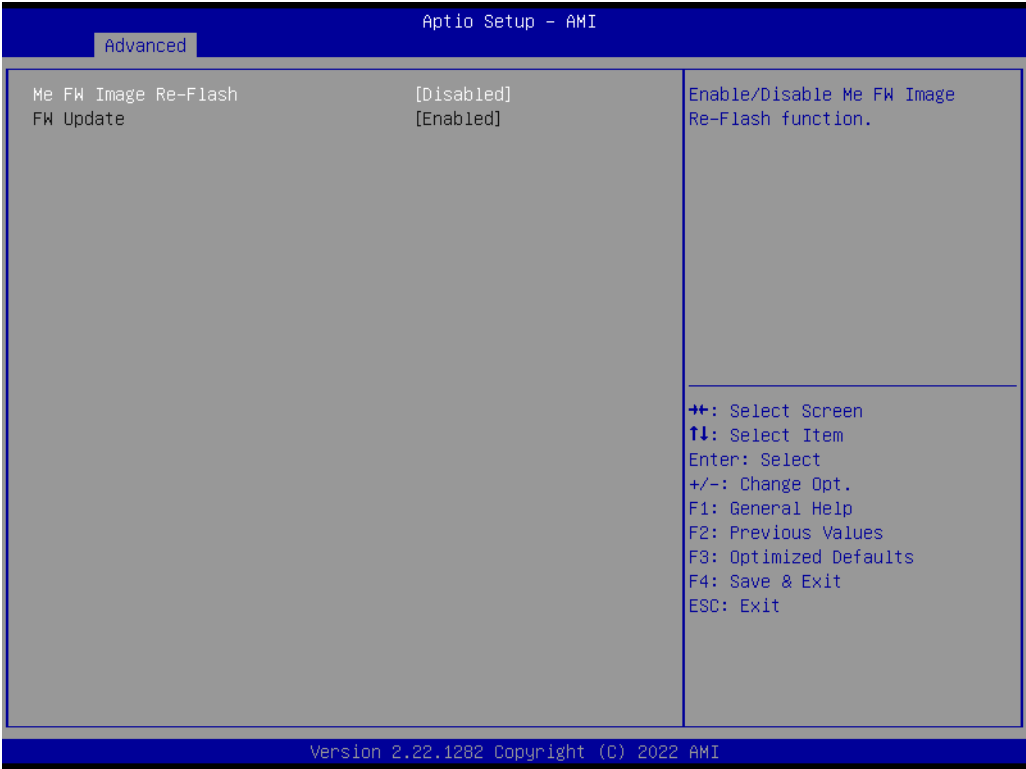 Aptio Setup - AMI
Advanced
Me FW Image Re-Flash [Disabled]
FW Update [Enabled]
Enable/Disable Me FW Image
Re-Flash function.
→←: Select Screen
↑↓: Select Item
Enter: Select
+/-: Change Opt.
F1: General Help
F2: Previous Values
F3: Optimized Defaults
F4: Save & Exit
ESC: Exit
Version 2.22.1282 Copyright (C) 2022 AMI